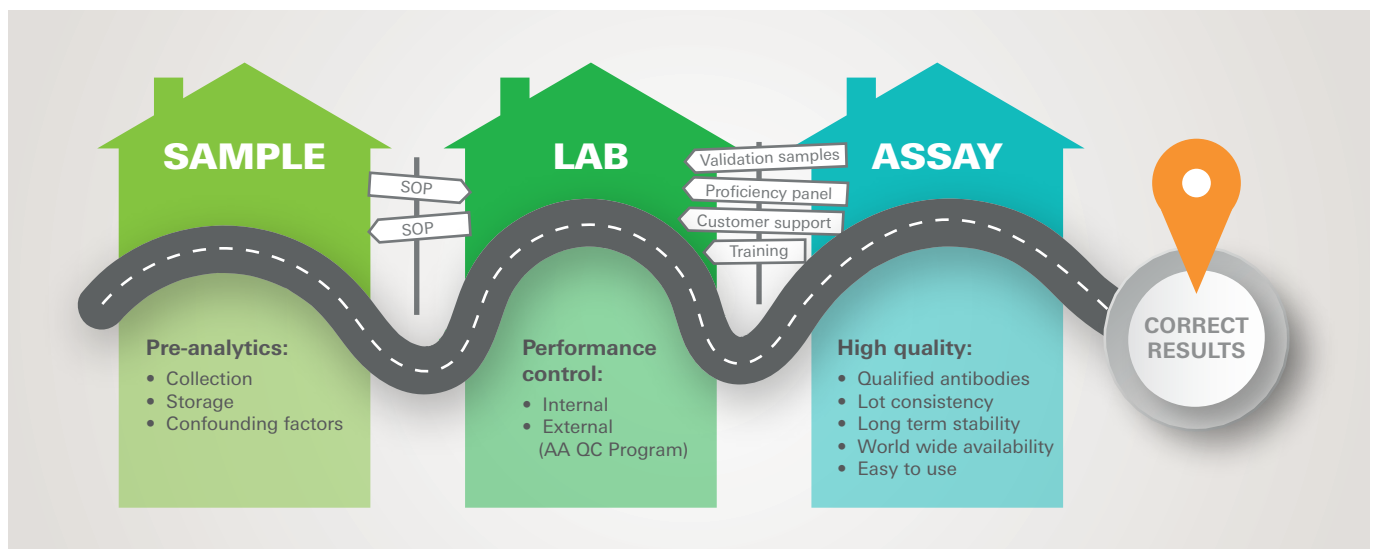 SAMPLE
SOP
SOP
LAB
Validation samples
Proficiency panel
Customer support
Training
ASSAY
Pre-analytics:
• Collection
• Storage
• Confounding factors
Performance
control:
• Internal
• External
(AA QC Program)
High quality:
• Qualified antibodies
• Lot consistency
• Long term stability
• World wide availability
• Easy to use
CORRECT
RESULTS